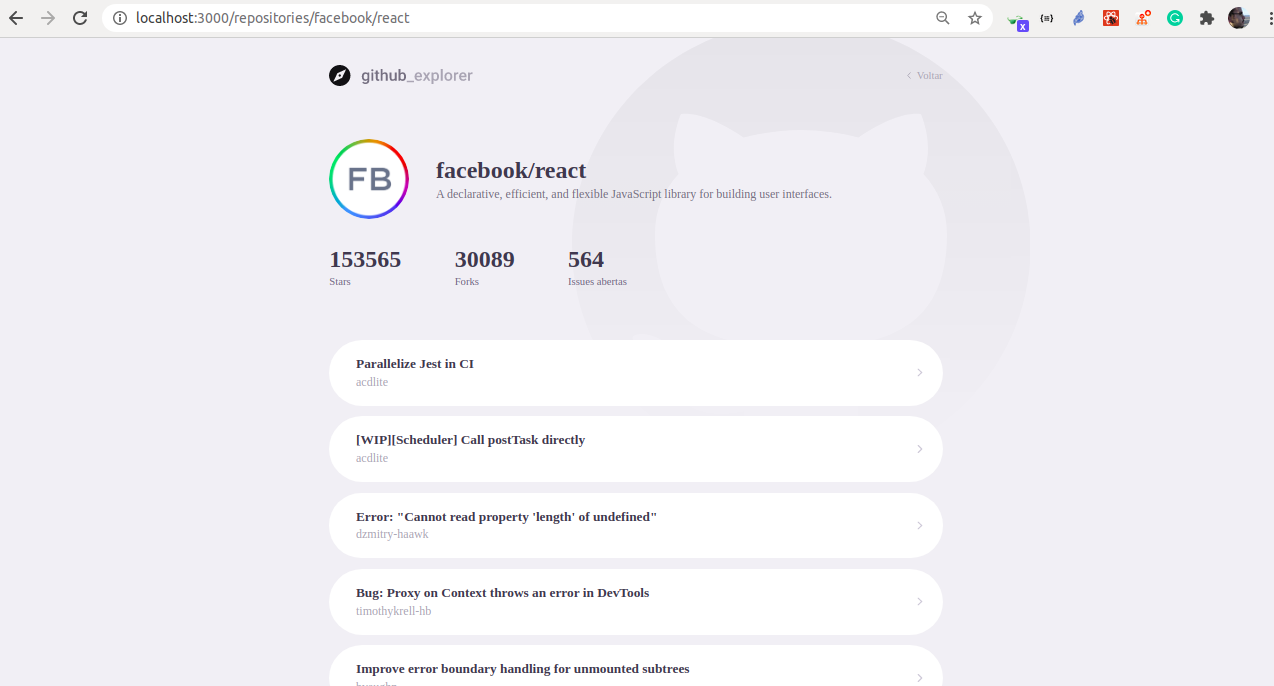 localhost:3000/repositories/facebook/react
{≡}
x
github_explorer
Voltar
FB
facebook/react
A declarative, efficient, and flexible JavaScript library for building user interfaces.
153565 30089 564
Stars Forks Issues abertas
Parallelize Jest in CI
acdlite
[WIP][Scheduler] Call postTask directly
acdlite
Error: "Cannot read property 'length' of undefined"
dzmitry-haawk
Bug: Proxy on Context throws an error in DevTools
timothykrell-hb
Improve error boundary handling for unmounted subtrees